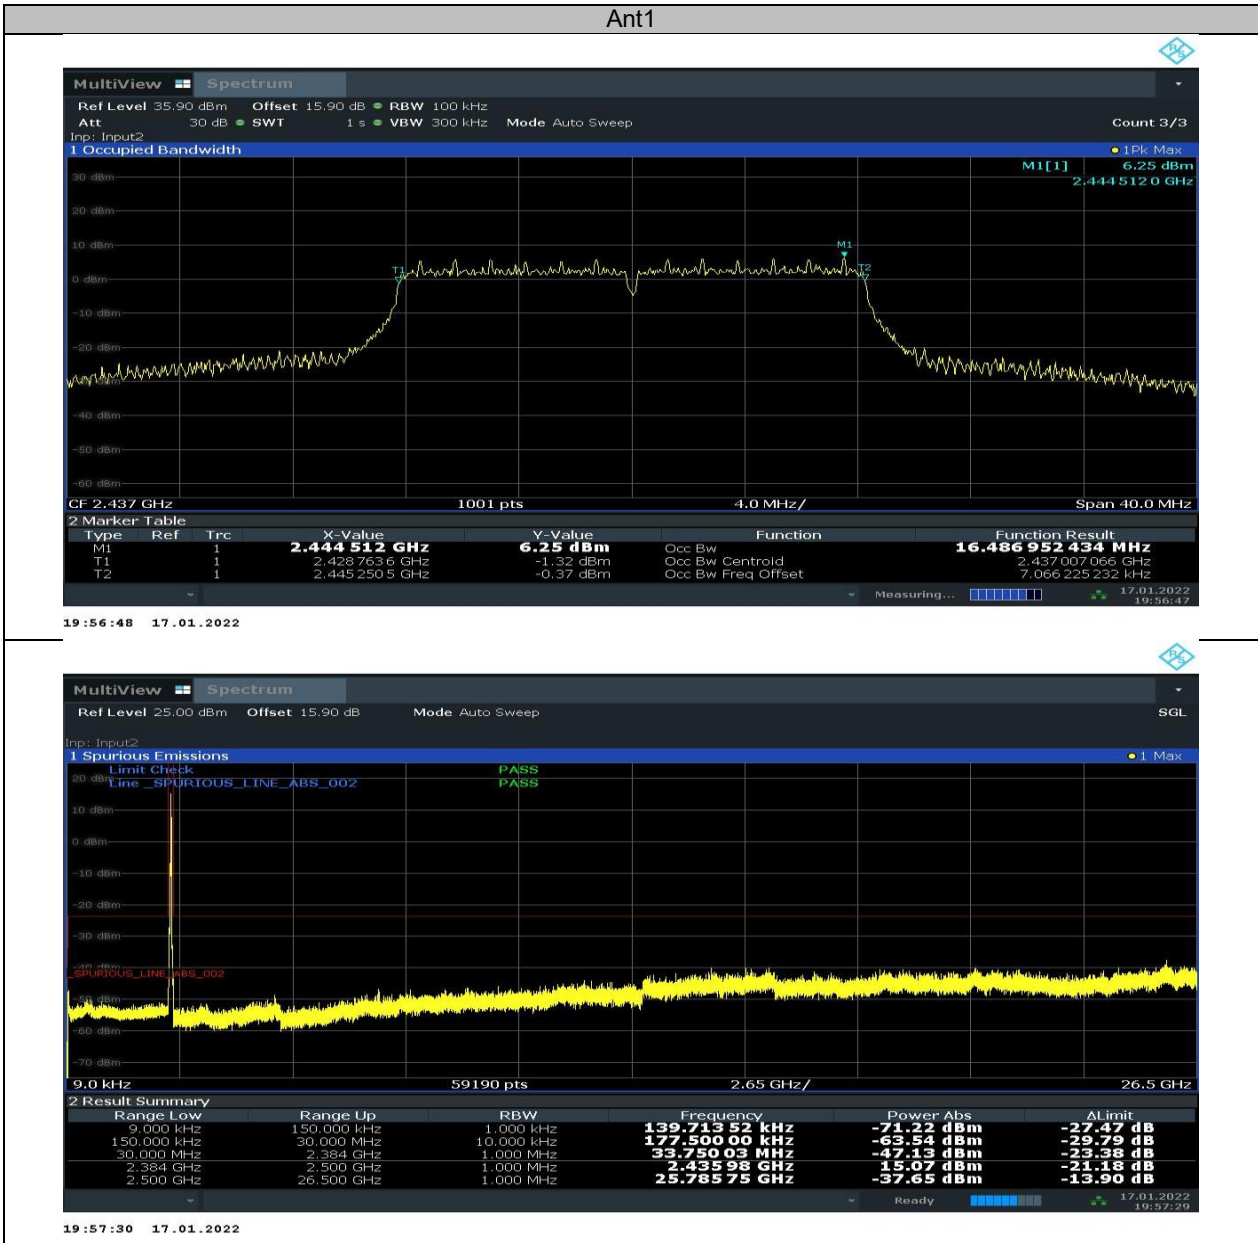 Ant1
MultiView Spectrum
Ref Level 35.90 dBm Offset 15.90 dB RBW 100 kHz
Att 30 dB SWT 1 s VBW 300 kHz Mode Auto Sweep Count 3/3
Inp: Input2
1 Occupied Bandwidth 1Pk Max
M1[1] 6.25 dBm
2.4445120 GHz
30 dBm
20 dBm
10 dBm
M1
T1 T2
0 dBm
-10 dBm
-20 dBm
-40 dBm
-50 dBm
-60 dBm
CF 2.437 GHz 1001 pts 4.0 MHz/ Span 40.0 MHz
2 Marker Table
Type Ref Trc X-Value Y-Value Function Function Result
M1 1 2.444 512 GHz 6.25 dBm Occ Bw 16.486 952 434 MHz
T1 1 2.428 763 6 GHz -1.32 dBm Occ Bw Centroid 2.437 007 066 GHz
T2 1 2.445 250 5 GHz -0.37 dBm Occ Bw Freq Offset 7.066 225 232 kHz
Measuring... 17.01.2022
19:56:47
19:56:48 17.01.2022
MultiView Spectrum
Ref Level 25.00 dBm Offset 15.90 dB Mode Auto Sweep SGL
Inp: Input2
1 Spurious Emissions 1 Max
Limit Check PASS
20 dBm
Line _SPURIOUS_LINE_ABS_002 PASS
10 dBm
0 dBm
-10 dBm
-20 dBm
-30 dBm
-40 dBm
_SPURIOUS_LINE_ABS_002
-50 dBm
-60 dBm
-70 dBm
9.0 kHz 59190 pts 2.65 GHz/ 26.5 GHz
2 Result Summary
Range Low Range Up RBW Frequency Power Abs ΔLimit
9.000 kHz 150.000 kHz 1.000 kHz 139.713 52 kHz -71.22 dBm -27.47 dB
150.000 kHz 30.000 MHz 10.000 kHz 177.500 00 kHz -63.54 dBm -29.79 dB
30.000 MHz 2.384 GHz 1.000 MHz 33.750 03 MHz -47.13 dBm -23.38 dB
2.384 GHz 2.500 GHz 1.000 MHz 2.435 98 GHz 15.07 dBm -21.18 dB
2.500 GHz 26.500 GHz 1.000 MHz 25.785 75 GHz -37.65 dBm -13.90 dB
Ready 17.01.2022
19:57:29
19:57:30 17.01.2022